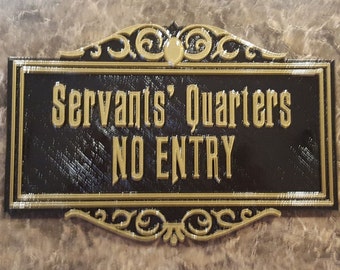 Servants' Quarters
NO ENTRY